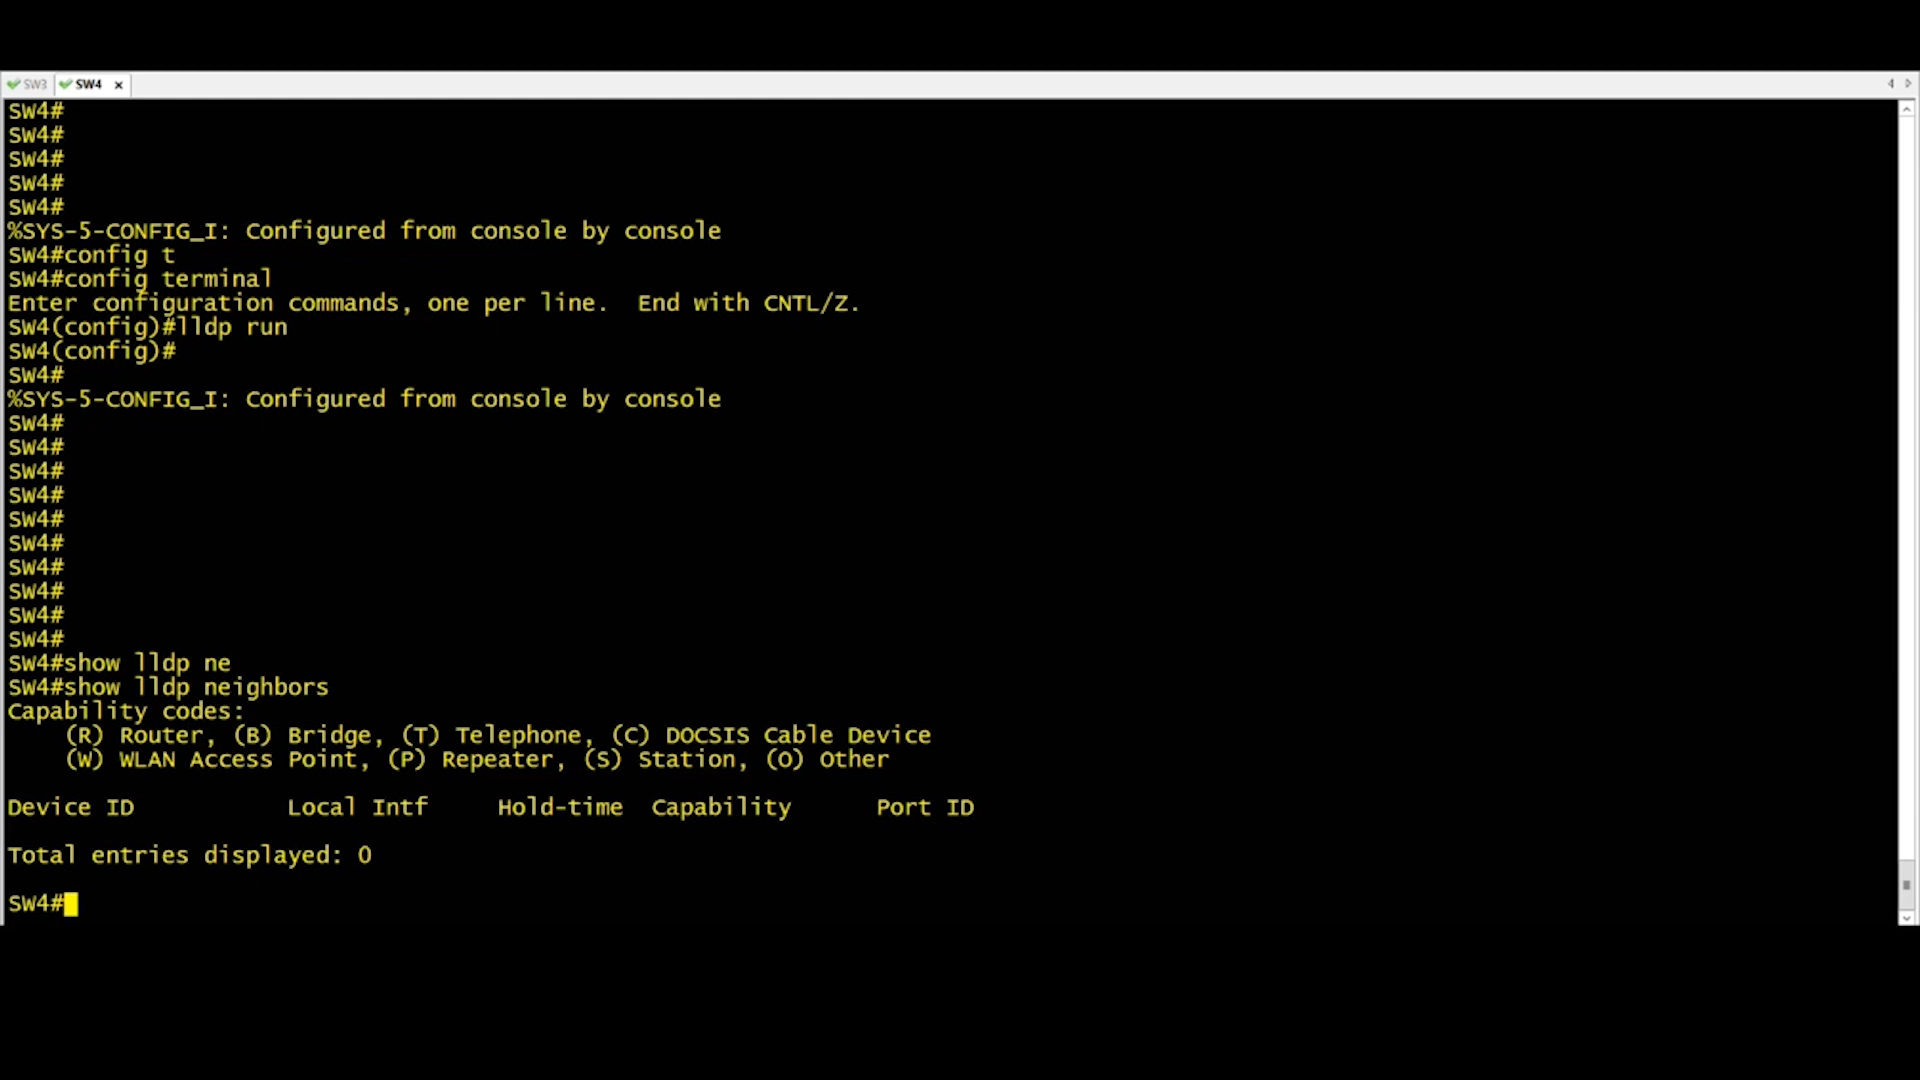 SW3 SW4
SW4#
SW4#
SW4#
SW4#
SW4#
%SYS-5-CONFIG_I: Configured from console by console
SW4#config t
SW4#config terminal
Enter configuration commands, one per line.  End with CNTL/Z.
SW4(config)#lldp run
SW4(config)#
SW4#
%SYS-5-CONFIG_I: Configured from console by console
SW4#
SW4#
SW4#
SW4#
SW4#
SW4#
SW4#
SW4#
SW4#
SW4#
SW4#show lldp ne
SW4#show lldp neighbors
Capability codes:
    (R) Router, (B) Bridge, (T) Telephone, (C) DOCSIS Cable Device
    (W) WLAN Access Point, (P) Repeater, (S) Station, (O) Other
Device ID           Local Intf     Hold-time  Capability      Port ID
Total entries displayed: 0
SW4#